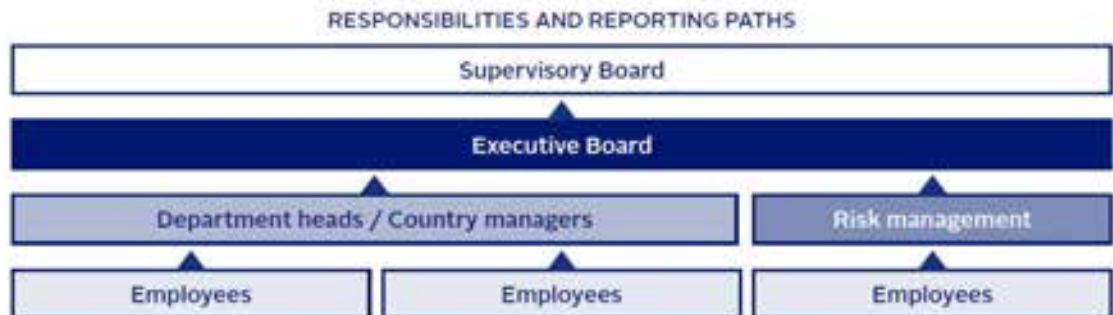 RESPONSIBILITIES AND REPORTING PATHS
Supervisory Board
Executive Board
Department heads / Country managers
Risk management
Employees
Employees
Employees